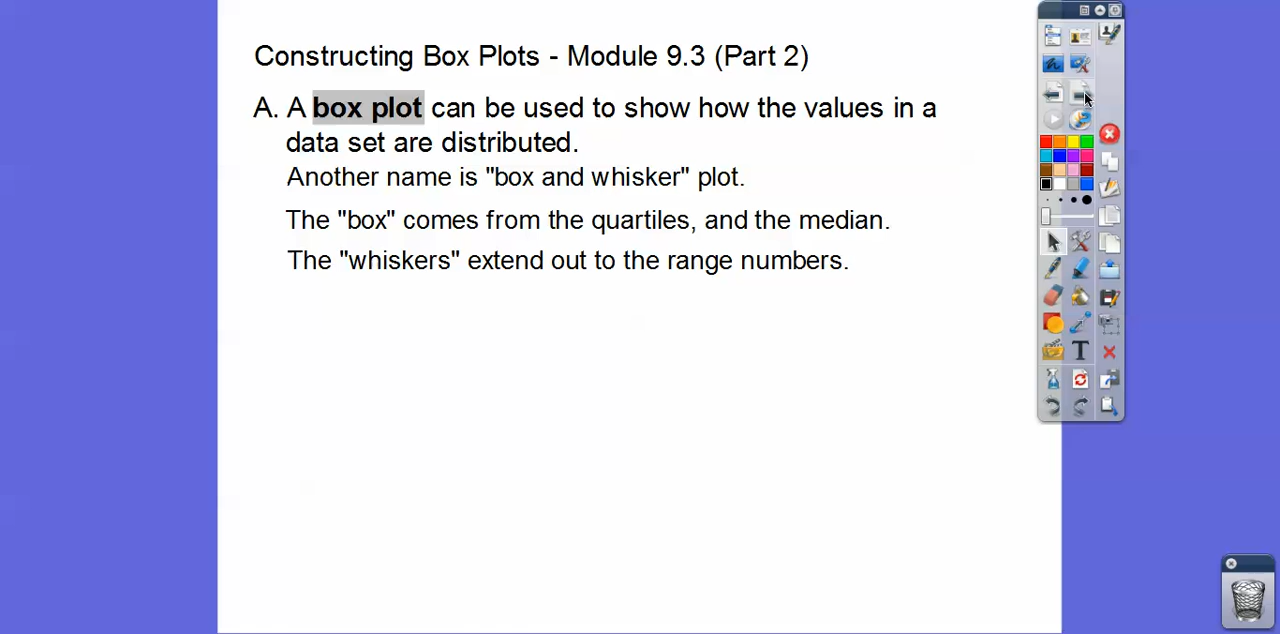 Constructing Box Plots - Module 9.3 (Part 2)
A. A box plot can be used to show how the values in a
data set are distributed.
Another name is "box and whisker" plot.
The "box" comes from the quartiles, and the median.
The "whiskers" extend out to the range numbers.
T